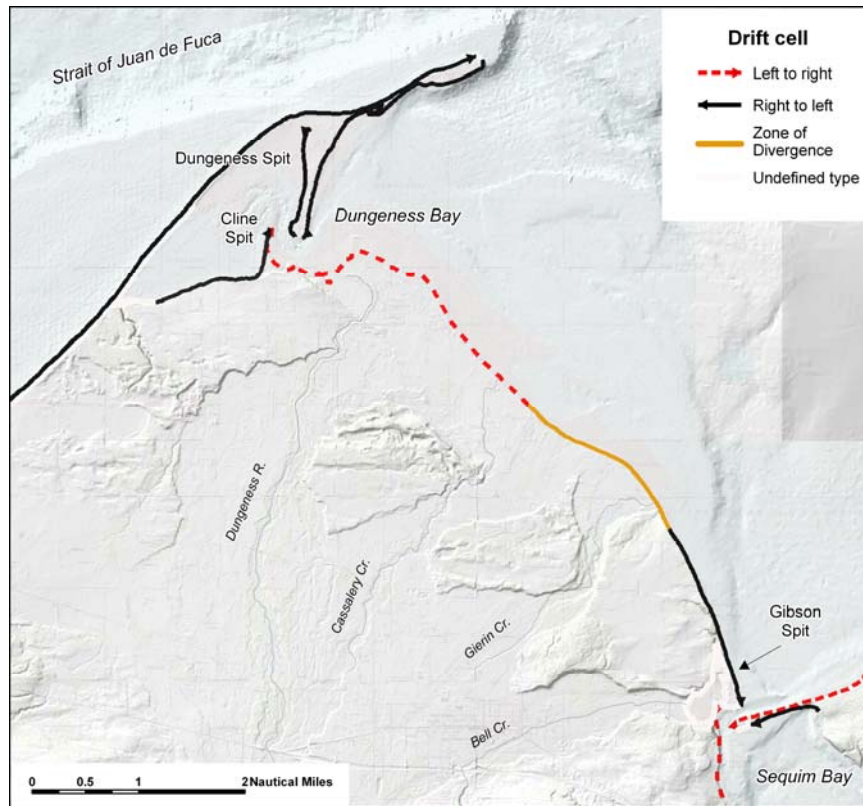 Strait of Juan de Fuca
Drift cell
Left to right
Right to left
Zone of
Divergence
Undefined type
Dungeness Spit
Cline
Spit
Dungeness Bay
Dungeness R.
Cassalery Cr.
Gierin Cr.
Gibson
Spit
Bell Cr.
Sequim Bay
0 0.5 1 2 Nautical Miles